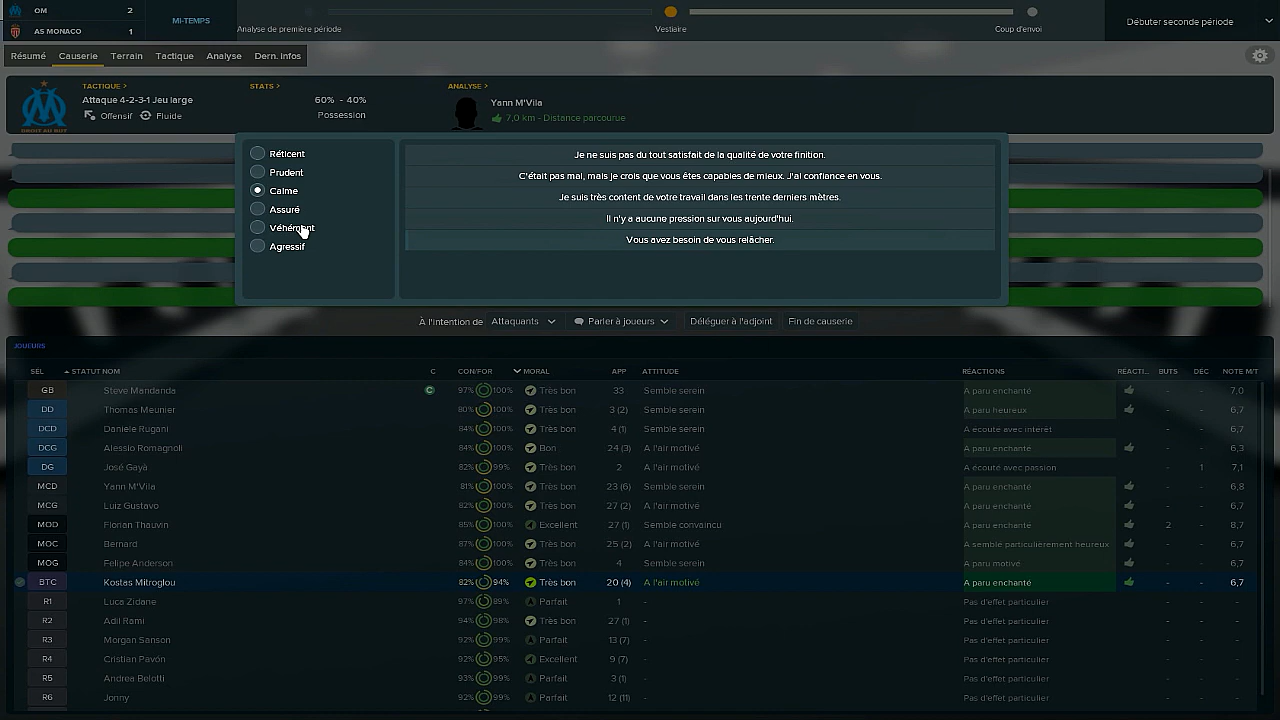 OM 2
MI-TEMPS
AS MONACO 1
Analyse de première période
Vestiaire
Coup d'envoi
Débuter seconde période
Résumé Causerie Terrain Tactique Analyse Dern. Infos
DROIT AU BUT
TACTIQUE >
Attaque 4-2-3-1 Jeu large
Offensif Fluide
STATS >
60% - 40%
Possession
ANALYSE >
Yann M'Vila
7,0 km - Distance parcourue
Réticent
Prudent
Calme
Assuré
Véhément
Agressif
Je ne suis pas du tout satisfait de la qualité de votre finition.
C'était pas mal, mais je crois que vous êtes capables de mieux. J'ai confiance en vous.
Je suis très content de votre travail dans les trente derniers mètres.
Il n'y a aucune pression sur vous aujourd'hui.
Vous avez besoin de vous relâcher.
À l'intention de Attaquants Parler à joueurs Déléguer à l'adjoint Fin de causerie
JOUEURS
SÉL STATUT NOM C CON/FOR MORAL APP ATTITUDE RÉACTIONS RÉACTI... BUTS DÉC NOTE M/T
GB Steve Mandanda C 97% 100% Très bon 33 Semble serein A paru enchanté - - 7,0
DD Thomas Meunier 80% 100% Très bon 3 (2) Semble serein A paru heureux - - 6,7
DCD Daniele Rugani 84% 100% Très bon 4 (1) Semble serein A écouté avec intérêt - - 6,7
DCG Alessio Romagnoli 84% 100% Bon 24 (3) A l'air motivé A paru enchanté - - 6,3
DG José Gayà 82% 99% Très bon 2 A l'air motivé A écouté avec passion - 1 7,1
MCD Yann M'Vila 81% 100% Très bon 23 (6) Semble serein A paru enchanté - - 6,8
MCG Luiz Gustavo 82% 100% Très bon 27 (2) A l'air motivé A paru enchanté - - 6,7
MOD Florian Thauvin 85% 100% Excellent 27 (1) Semble convaincu A paru enchanté 2 - 8,7
MOC Bernard 87% 100% Très bon 25 (2) A l'air motivé A semblé particulièrement heureux - - 6,7
MOG Felipe Anderson 84% 100% Très bon 4 Semble serein A paru motivé - - 6,7
BTC Kostas Mitroglou 82% 94% Très bon 20 (4) A l'air motivé A paru enchanté - - 6,7
R1 Luca Zidane 97% 89% Parfait 1 - Pas d'effet particulier - - -
R2 Adil Rami 94% 98% Très bon 27 (1) - Pas d'effet particulier - - -
R3 Morgan Sanson 92% 99% Parfait 13 (7) - Pas d'effet particulier - - -
R4 Cristian Pavón 92% 95% Excellent 9 (7) - Pas d'effet particulier - - -
R5 Andrea Belotti 93% 99% Parfait 3 (1) - Pas d'effet particulier - - -
R6 Jonny 92% 99% Parfait 12 (11) - Pas d'effet particulier - - -